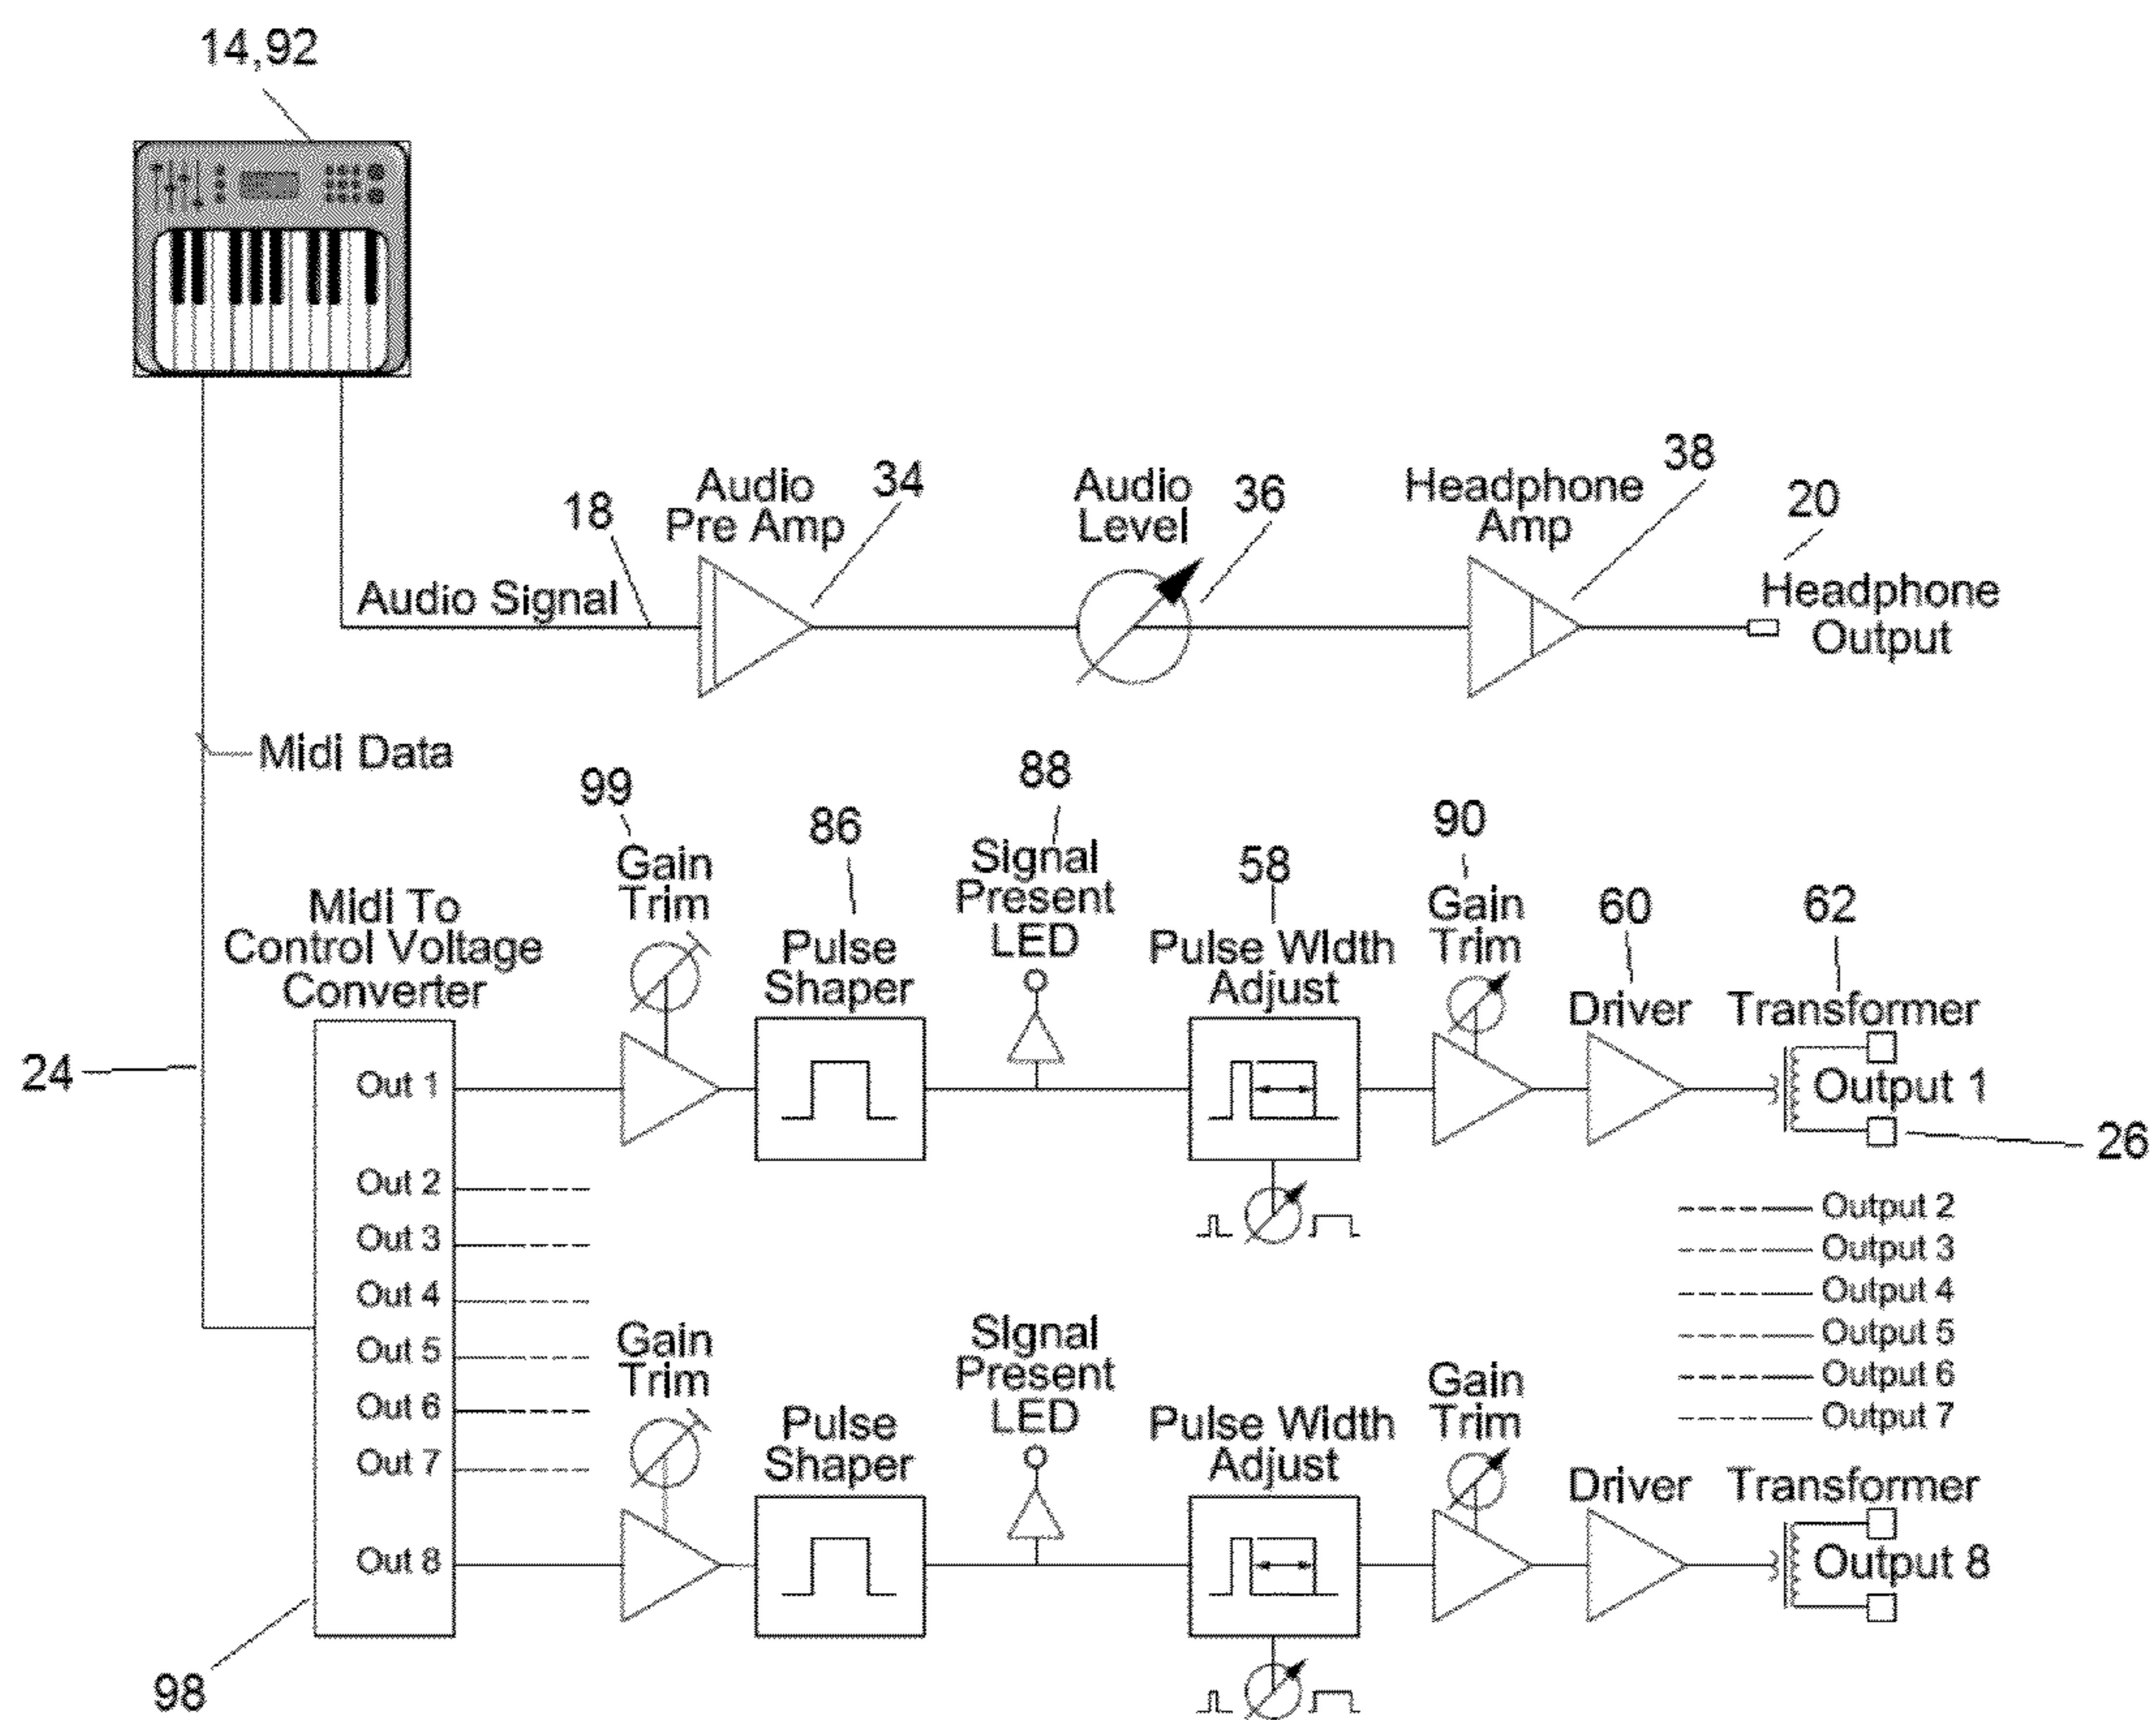 14,92
Audio
Pre Amp
34
Audio
Level
36
Headphone
Amp
38
20
Headphone
Output
18
Audio Signal
Midi Data
99
Gain
Trim
86
Pulse
Shaper
88
Signal
Present
LED
58
Pulse WIdth
Adjust
90
Gain
Trim
60
Driver
62
Transformer
Midi To
Control Voltage
Converter
24
Out 1
Output 1
26
Out 2
Out 3
Out 4
Out 5
Out 6
Out 7
Output 2
Output 3
Output 4
Output 5
Output 6
Output 7
Gain
Trim
Pulse
Shaper
SIgnal
Present
LED
Pulse Width
Adjust
Gain
Trim
Driver
Transformer
Out 8
Output 8
98